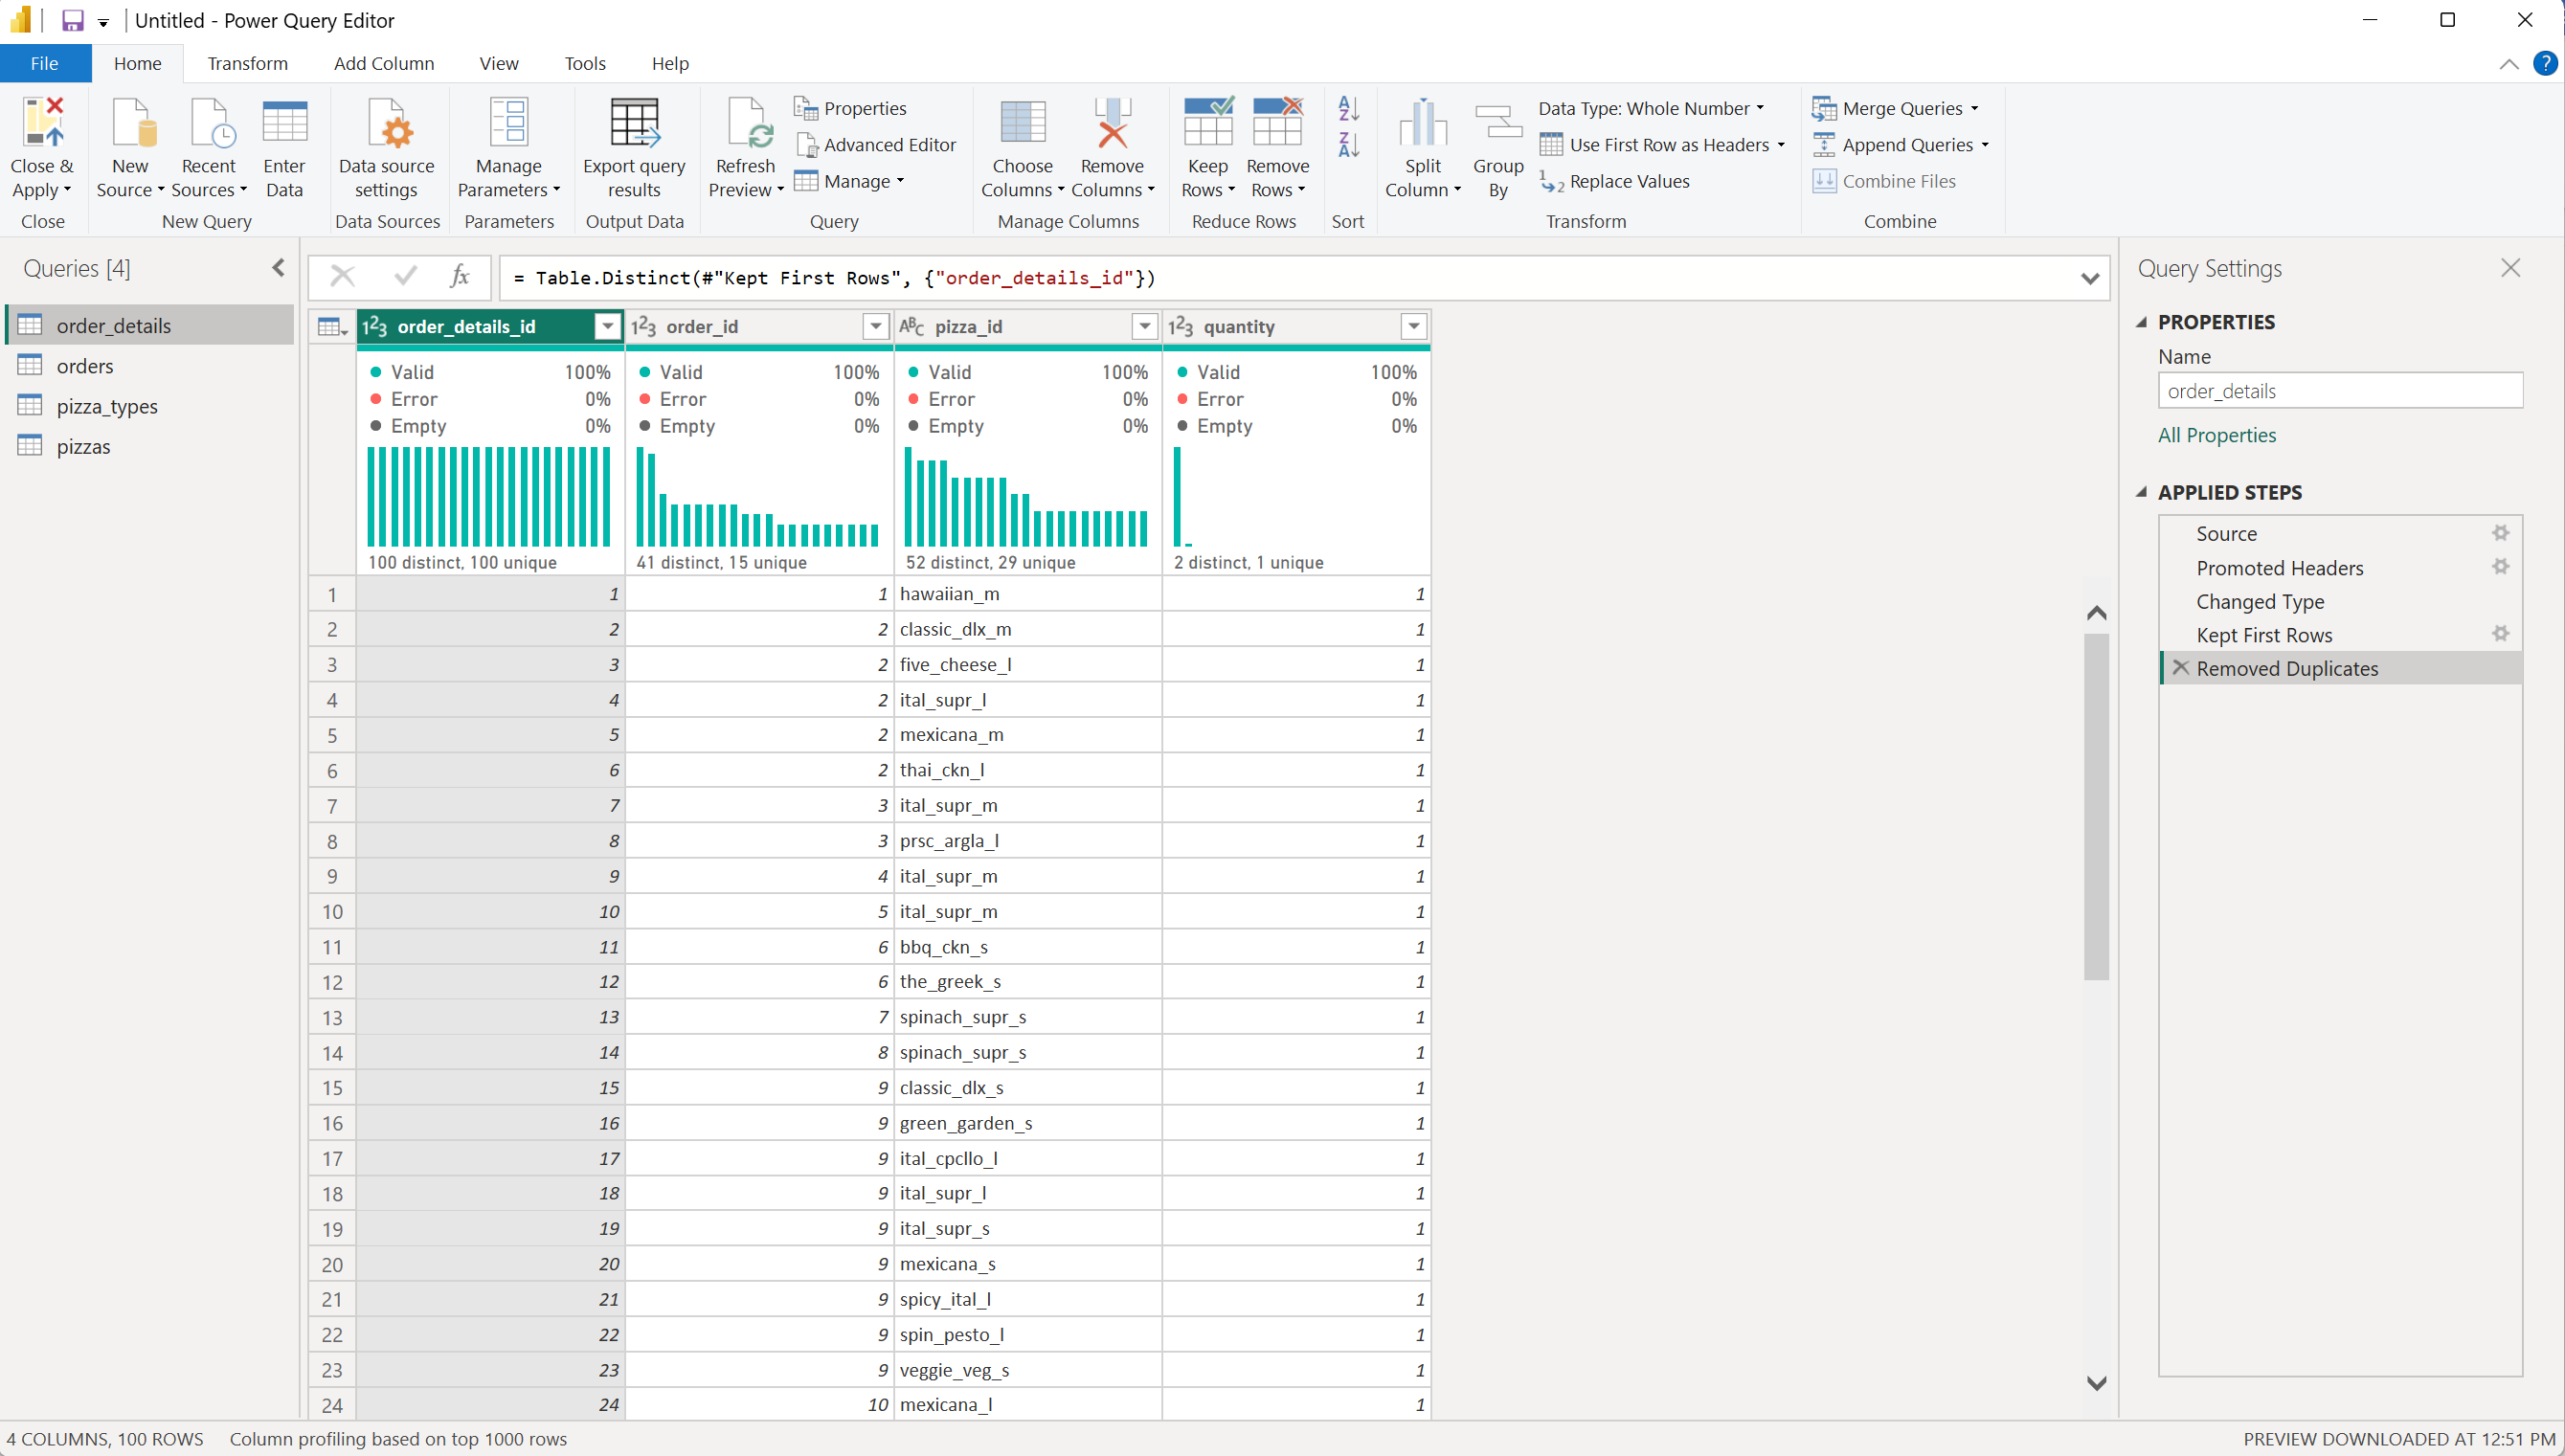 Untitled - Power Query Editor
File Home Transform Add Column View Tools Help
Close & Apply
Close
New Source
Recent Sources
Enter Data
New Query
Data source settings
Data Sources
Manage Parameters
Parameters
Export query results
Output Data
Refresh Preview
Properties
Advanced Editor
Manage
Query
Choose Columns
Remove Columns
Manage Columns
Keep Rows
Remove Rows
Reduce Rows
Sort
Split Column
Group By
Data Type: Whole Number
Use First Row as Headers
Replace Values
Transform
Merge Queries
Append Queries
Combine Files
Combine
Queries [4]
order_details
orders
pizza_types
pizzas
fx
= Table.Distinct(#"Kept First Rows", {"order_details_id"})
123 order_details_id 123 order_id ABC pizza_id 123 quantity
Valid 100% Valid 100% Valid 100% Valid 100%
Error 0% Error 0% Error 0% Error 0%
Empty 0% Empty 0% Empty 0% Empty 0%
100 distinct, 100 unique 41 distinct, 15 unique 52 distinct, 29 unique 2 distinct, 1 unique
1 1 1 hawaiian_m 1
2 2 2 classic_dlx_m 1
3 3 2 five_cheese_l 1
4 4 2 ital_supr_l 1
5 5 2 mexicana_m 1
6 6 2 thai_ckn_l 1
7 7 3 ital_supr_m 1
8 8 3 prsc_argla_l 1
9 9 4 ital_supr_m 1
10 10 5 ital_supr_m 1
11 11 6 bbq_ckn_s 1
12 12 6 the_greek_s 1
13 13 7 spinach_supr_s 1
14 14 8 spinach_supr_s 1
15 15 9 classic_dlx_s 1
16 16 9 green_garden_s 1
17 17 9 ital_cpcllo_l 1
18 18 9 ital_supr_l 1
19 19 9 ital_supr_s 1
20 20 9 mexicana_s 1
21 21 9 spicy_ital_l 1
22 22 9 spin_pesto_l 1
23 23 9 veggie_veg_s 1
24 24 10 mexicana_l 1
Query Settings
PROPERTIES
Name
order_details
All Properties
APPLIED STEPS
Source
Promoted Headers
Changed Type
Kept First Rows
Removed Duplicates
4 COLUMNS, 100 ROWS Column profiling based on top 1000 rows
PREVIEW DOWNLOADED AT 12:51 PM